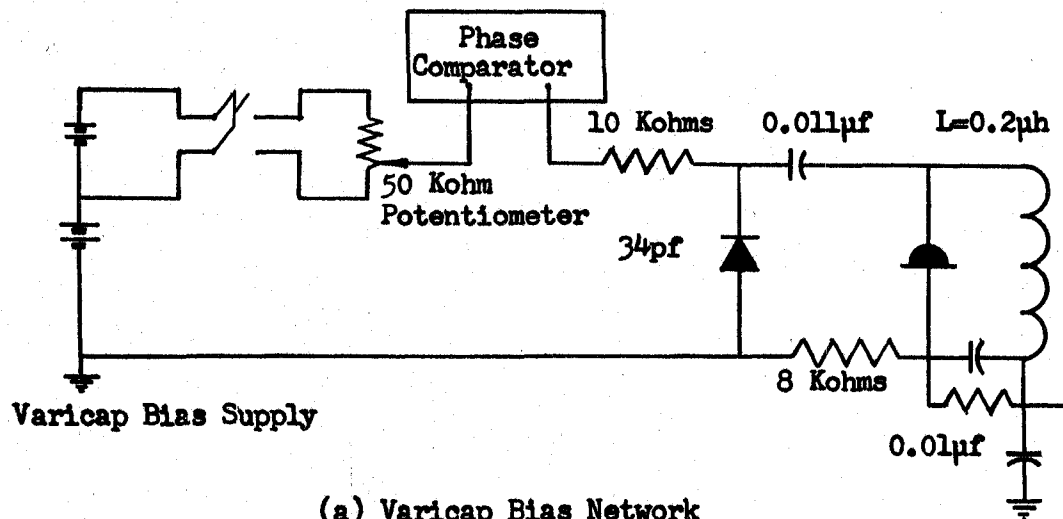 Phase
Comparator
10 Kohms
0.011µf
L=0.2µh
50 Kohm
Potentiometer
34pf
8 Kohms
Varicap Bias Supply
0.01µf
(a) Varicap Bias Network